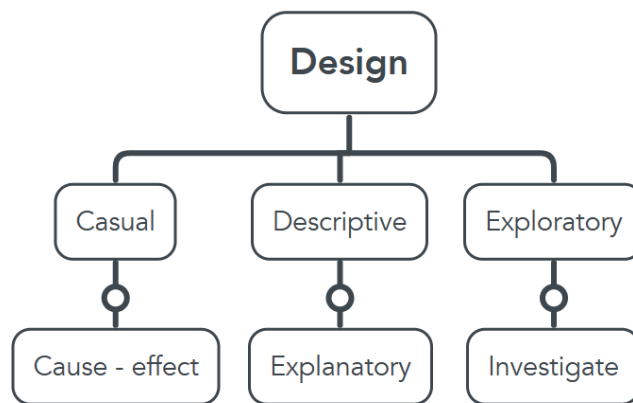 Design
Casual
Descriptive
Exploratory
Cause - effect
Explanatory
Investigate